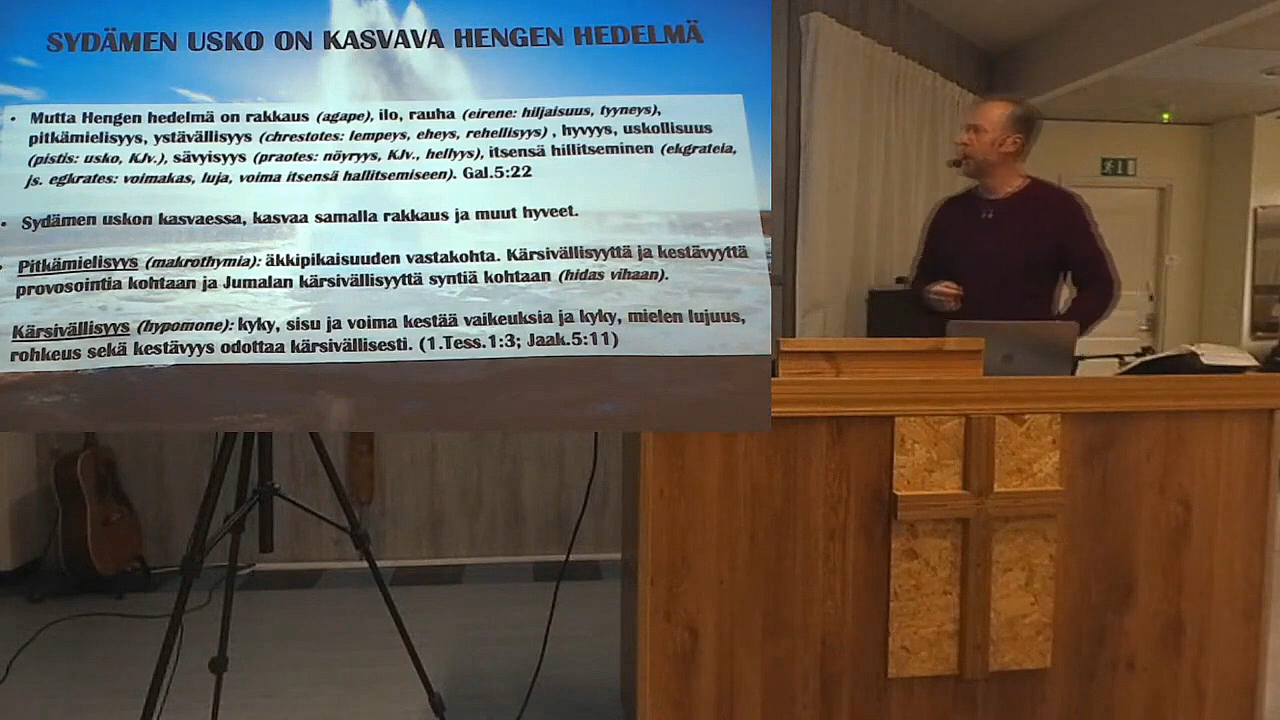 SYDÄMEN USKO ON KASVAVA HENGEN HEDELMÄ
• Mutta Hengen hedelmä on rakkaus (agape), ilo, rauha (eirene: hiljaisuus, tyyneys),
pitkämielisyys, ystävällisyys (chrestotes: lempeys, eheys, rehellisyys) , hyvyys, uskollisuus
(pistis: usko, KJv.), sävyisyys (praotes: nöyryys, KJv., hellyys), itsensä hillitseminen (ekgrateia,
js. egkrates: voimakas, luja, voima itsensä hallitsemiseen). Gal.5:22
• Sydämen uskon kasvaessa, kasvaa samalla rakkaus ja muut hyveet.
• Pitkämielisyys (makrothymia): äkkipikaisuuden vastakohta. Kärsivällisyyttä ja kestävyyttä
provosointia kohtaan ja Jumalan kärsivällisyyttä syntiä kohtaan (hidas vihaan).
Kärsivällisyys (hypomone): kyky, sisu ja voima kestää vaikeuksia ja kyky, mielen lujuus,
rohkeus sekä kestävyys odottaa kärsivällisesti. (1.Tess.1:3; Jaak.5:11)